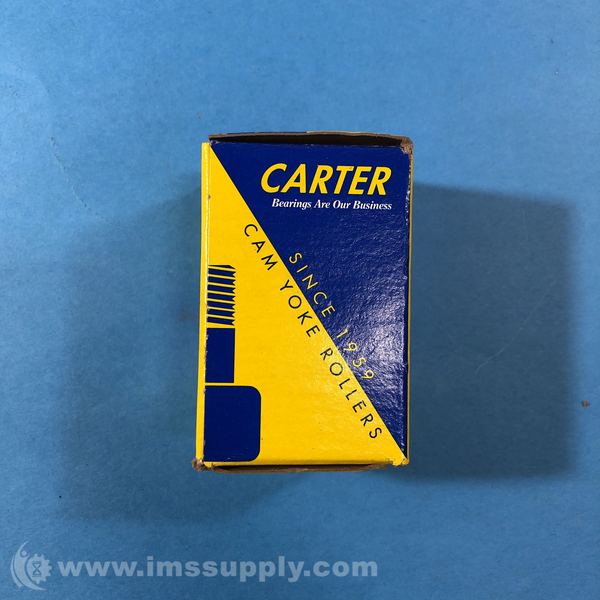 CARTER
Bearings Are Our Business
SINCE 1959
CAM YOKE ROLLERS
www.imssupply.com